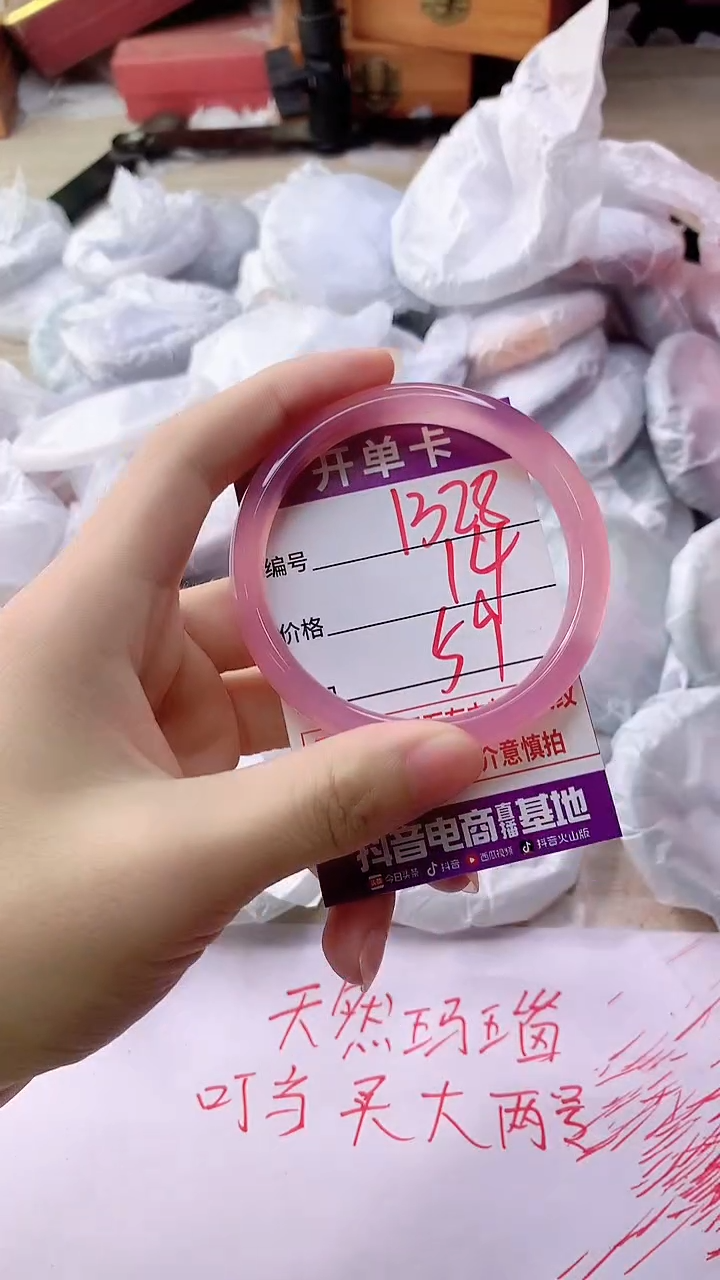 开单卡
1328
编号
14
价格
54
介意慎拍
抖音电商直播基地
今日头条 抖音 西瓜视频 抖音火山版
天然玛瑙
叮当买大两号